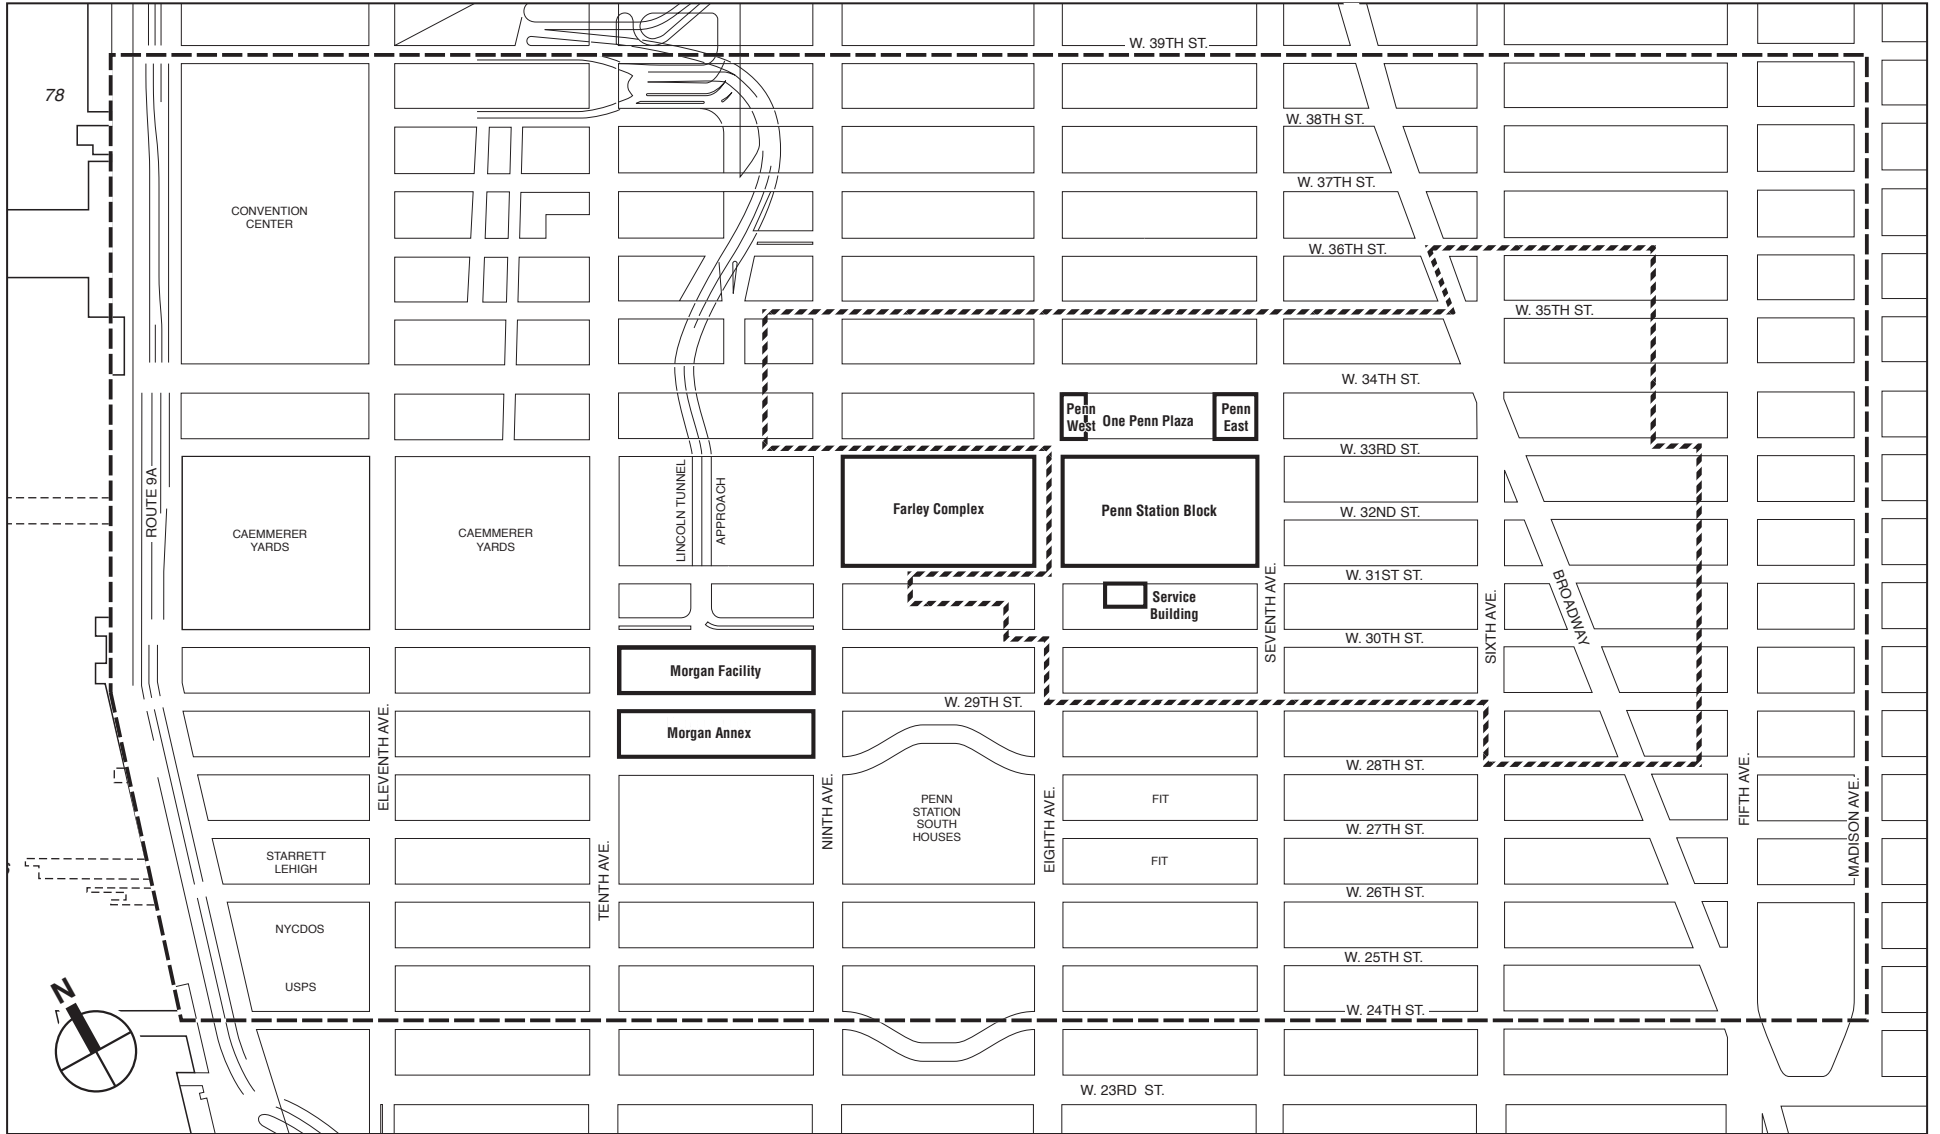 W. 39TH ST.
78
W. 38TH ST.
W. 37TH ST.
CONVENTION
CENTER
W. 36TH ST.
W. 35TH ST.
W. 34TH ST.
Penn
West
One Penn Plaza
Penn
East
W. 33RD ST.
ROUTE 9A
LINCOLN TUNNEL
APPROACH
Farley Complex
Penn Station Block
W. 32ND ST.
CAEMMERER
YARDS
CAEMMERER
YARDS
W. 31ST ST.
BROADWAY
SEVENTH AVE.
SIXTH AVE.
Service
Building
W. 30TH ST.
Morgan Facility
W. 29TH ST.
ELEVENTH AVE.
Morgan Annex
W. 28TH ST.
NINTH AVE.
EIGHTH AVE.
FIFTH AVE.
MADISON AVE.
PENN
STATION
SOUTH
HOUSES
FIT
W. 27TH ST.
STARRETT
LEHIGH
FIT
TENTH AVE.
W. 26TH ST.
NYCDOS
W. 25TH ST.
USPS
N
W. 24TH ST.
W. 23RD ST.